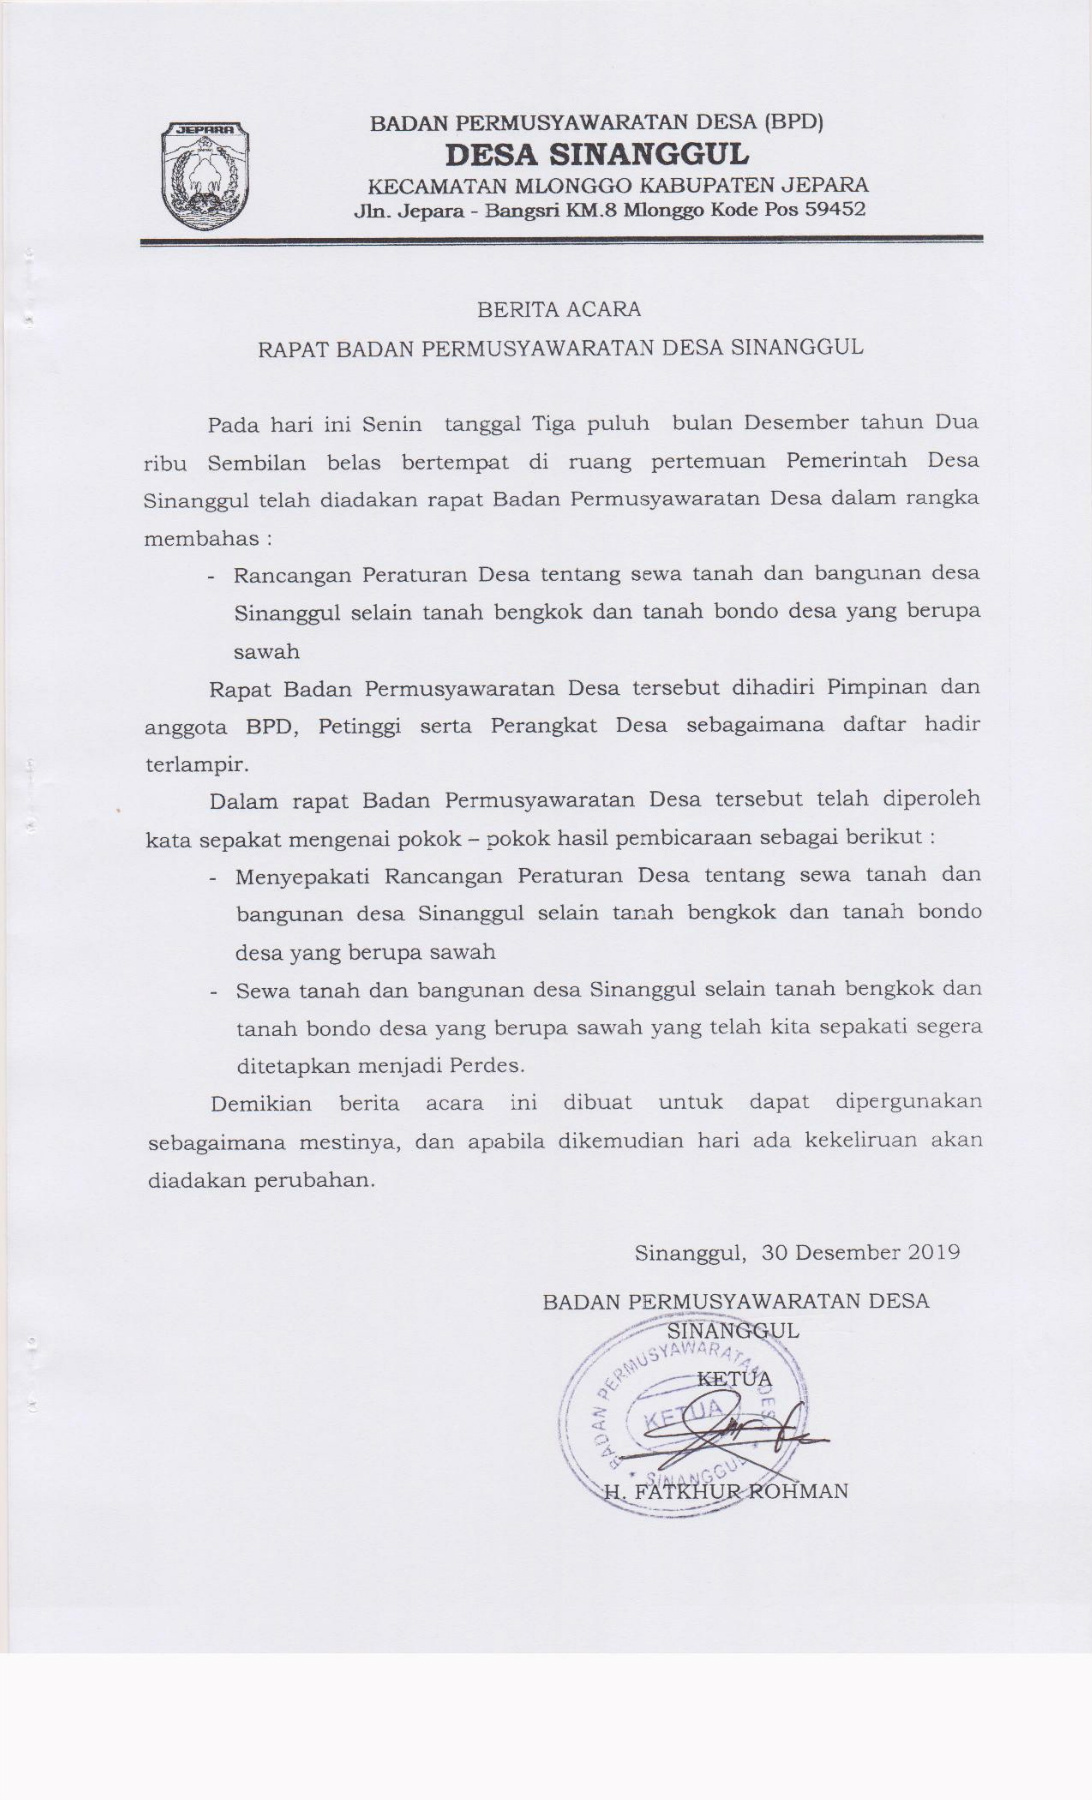 JEPARA
BADAN PERMUSYAWARATAN DESA (BPD)
DESA SINANGGUL
KECAMATAN MLONGGO KABUPATEN JEPARA
Jln. Jepara - Bangsri KM.8 Mlonggo Kode Pos 59452
BERITA ACARA
RAPAT BADAN PERMUSYAWARATAN DESA SINANGGUL
Pada hari ini Senin tanggal Tiga puluh bulan Desember tahun Dua
ribu Sembilan belas bertempat di ruang pertemuan Pemerintah Desa
Sinanggul telah diadakan rapat Badan Permusyawaratan Desa dalam rangka
membahas :
- Rancangan Peraturan Desa tentang sewa tanah dan bangunan desa
Sinanggul selain tanah bengkok dan tanah bondo desa yang berupa
sawah
Rapat Badan Permusyawaratan Desa tersebut dihadiri Pimpinan dan
anggota BPD, Petinggi serta Perangkat Desa sebagaimana daftar hadir
terlampir.
Dalam rapat Badan Permusyawaratan Desa tersebut telah diperoleh
kata sepakat mengenai pokok – pokok hasil pembicaraan sebagai berikut :
- Menyepakati Rancangan Peraturan Desa tentang sewa tanah dan
bangunan desa Sinanggul selain tanah bengkok dan tanah bondo
desa yang berupa sawah
- Sewa tanah dan bangunan desa Sinanggul selain tanah bengkok dan
tanah bondo desa yang berupa sawah yang telah kita sepakati segera
ditetapkan menjadi Perdes.
Demikian berita acara ini dibuat untuk dapat dipergunakan
sebagaimana mestinya, dan apabila dikemudian hari ada kekeliruan akan
diadakan perubahan.
Sinanggul, 30 Desember 2019
BADAN PERMUSYAWARATAN DESA
SINANGGUL
KETUA
BADAN PERMUSYAWARATAN DESA
KETUA
* SINANGGUL *
H. FATKHUR ROHMAN